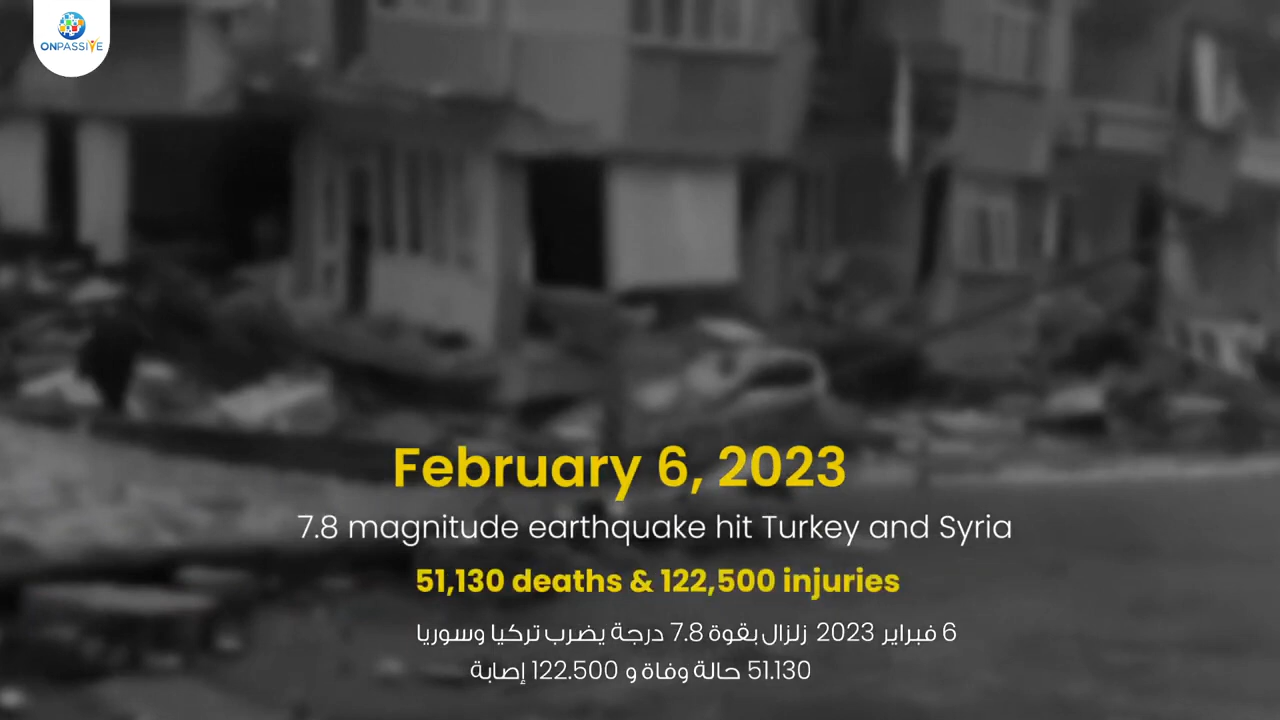 ONPASSIVE
February 6, 2023
7.8 magnitude earthquake hit Turkey and Syria
51,130 deaths & 122,500 injuries
6 فبراير 2023 زلزال بقوة 7.8 درجة يضرب تركيا وسوريا
51.130 حالة وفاة و 122.500 إصابة